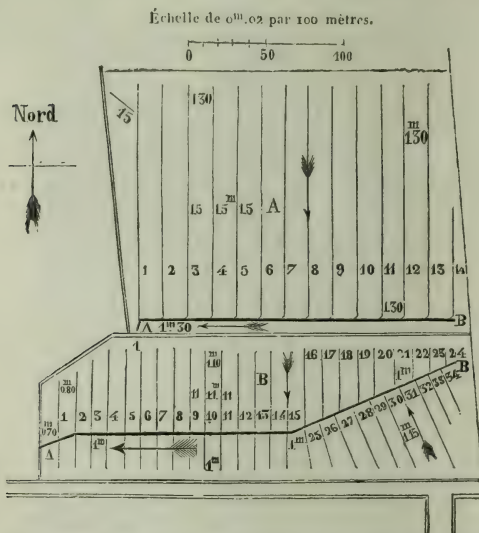 Échelle de 0m.02 par 100 mètres.
0 50 100
Nord
15
130
m
130
15 15 m 15 A
1 2 3 4 5 6 7 8 9 10 11 12 13 14
130
A 1m30 B
1
m
110
16 17 18 19 20 21 22 23 24
m
0.80
B
1m
B
11 11 11
m
0.70
1 2 3 4 5 6 7 8 9 10 11 12 13 14 15
25 26 27 28 29 30 31 32 33 34
A
1m
1m
1m
m
1.15